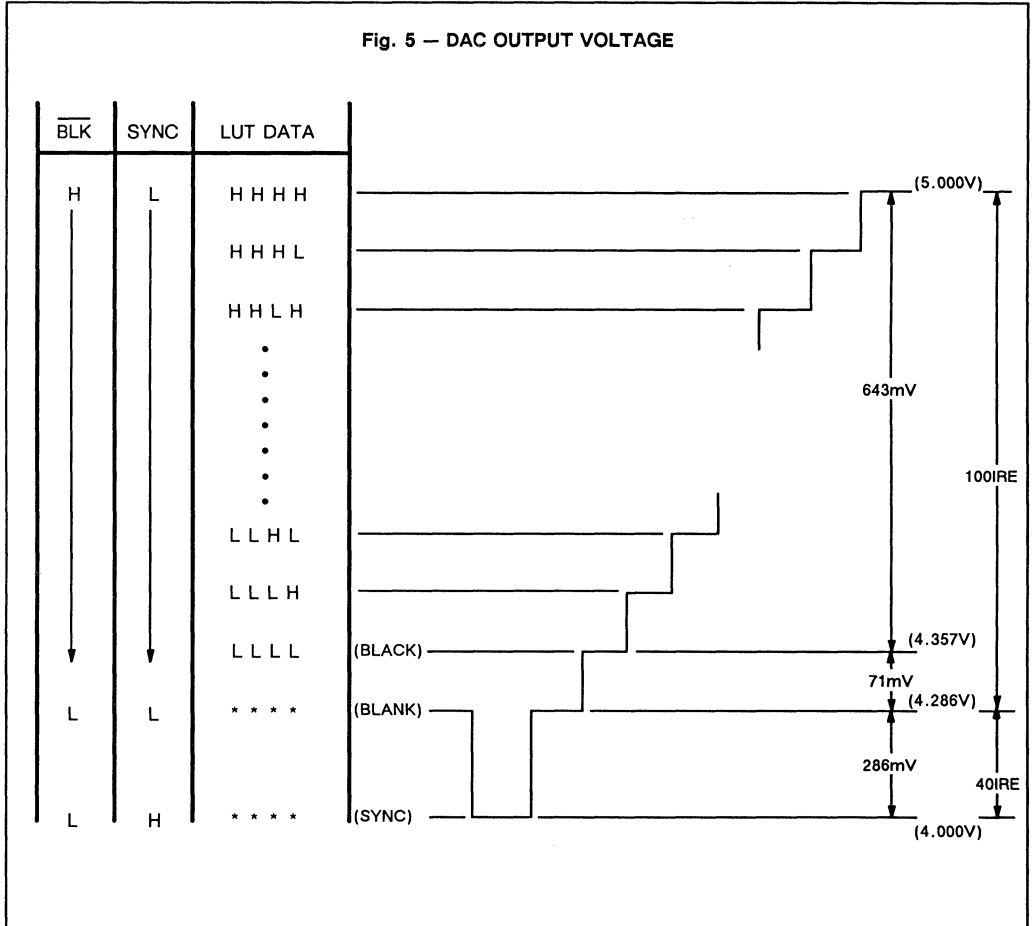 Fig. 5 — DAC OUTPUT VOLTAGE
BLK SYNC LUT DATA
H L H H H H (5.000V)
H H H L
H H L H
643mV
100IRE
L L H L
L L L H
L L L L (BLACK) (4.357V)
71mV
L L * * * * (BLANK) (4.286V)
286mV
40IRE
L H * * * * (SYNC)
(4.000V)